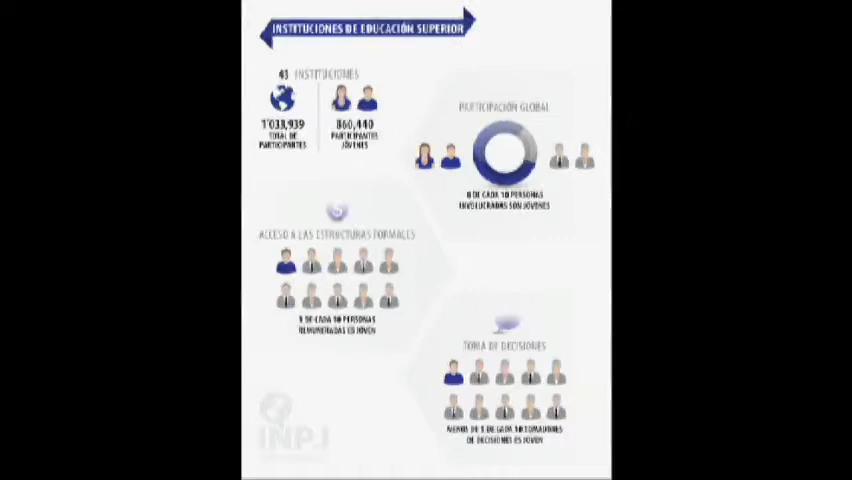 INSTITUCIONES DE EDUCACIÓN SUPERIOR
43 INSTITUCIONES
1'033,939
TOTAL DE
PARTICIPANTES
860,440
PARTICIPANTES
JÓVENES
PARTICIPACIÓN GLOBAL
8 DE CADA 10 PERSONAS
INVOLUCRADAS SON JÓVENES
$
ACCESO A LAS ESTRUCTURAS FORMALES
1 DE CADA 10 PERSONAS
REMUNERADAS ES JOVEN
TOMA DE DECISIONES
MENOS DE 1 DE CADA 10 TOMADORES
DE DECISIONES ES JOVEN
INPJ